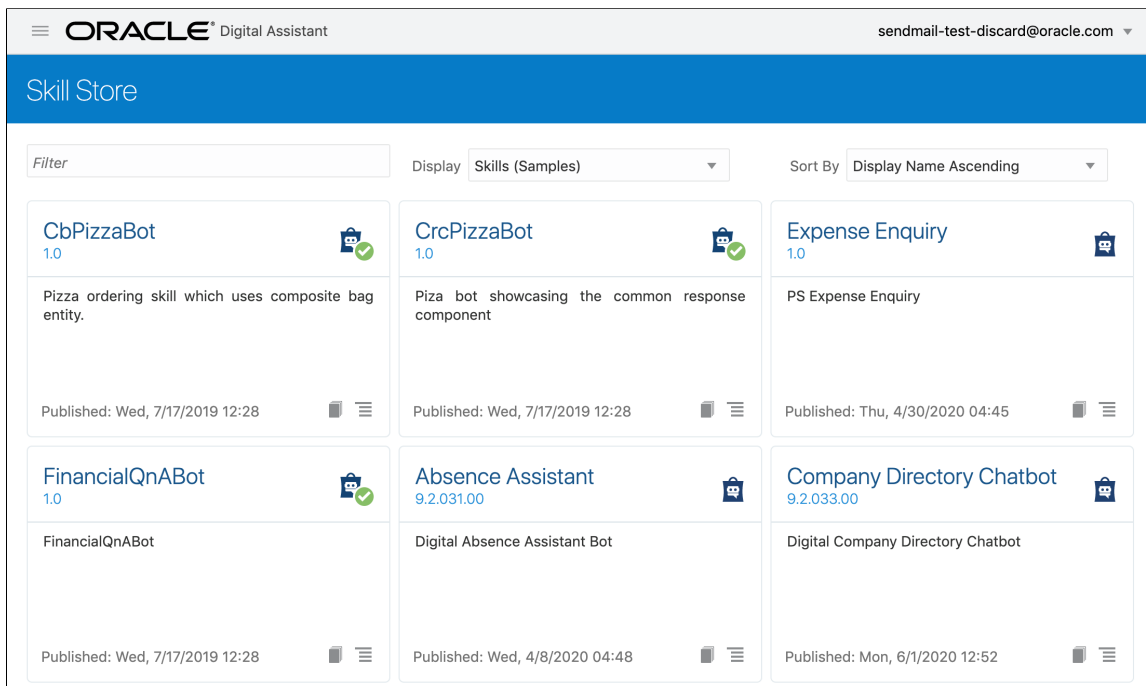 ORACLE® Digital Assistant
sendmail-test-discard@oracle.com
Skill Store
Filter
Display Skills (Samples)
Sort By Display Name Ascending
CbPizzaBot
1.0
Pizza ordering skill which uses composite bag
entity.
Published: Wed, 7/17/2019 12:28
CrcPizzaBot
1.0
Piza bot showcasing the common response
component
Published: Wed, 7/17/2019 12:28
Expense Enquiry
1.0
PS Expense Enquiry
Published: Thu, 4/30/2020 04:45
FinancialQnABot
1.0
FinancialQnABot
Published: Wed, 7/17/2019 12:28
Absence Assistant
9.2.031.00
Digital Absence Assistant Bot
Published: Wed, 4/8/2020 04:48
Company Directory Chatbot
9.2.033.00
Digital Company Directory Chatbot
Published: Mon, 6/1/2020 12:52